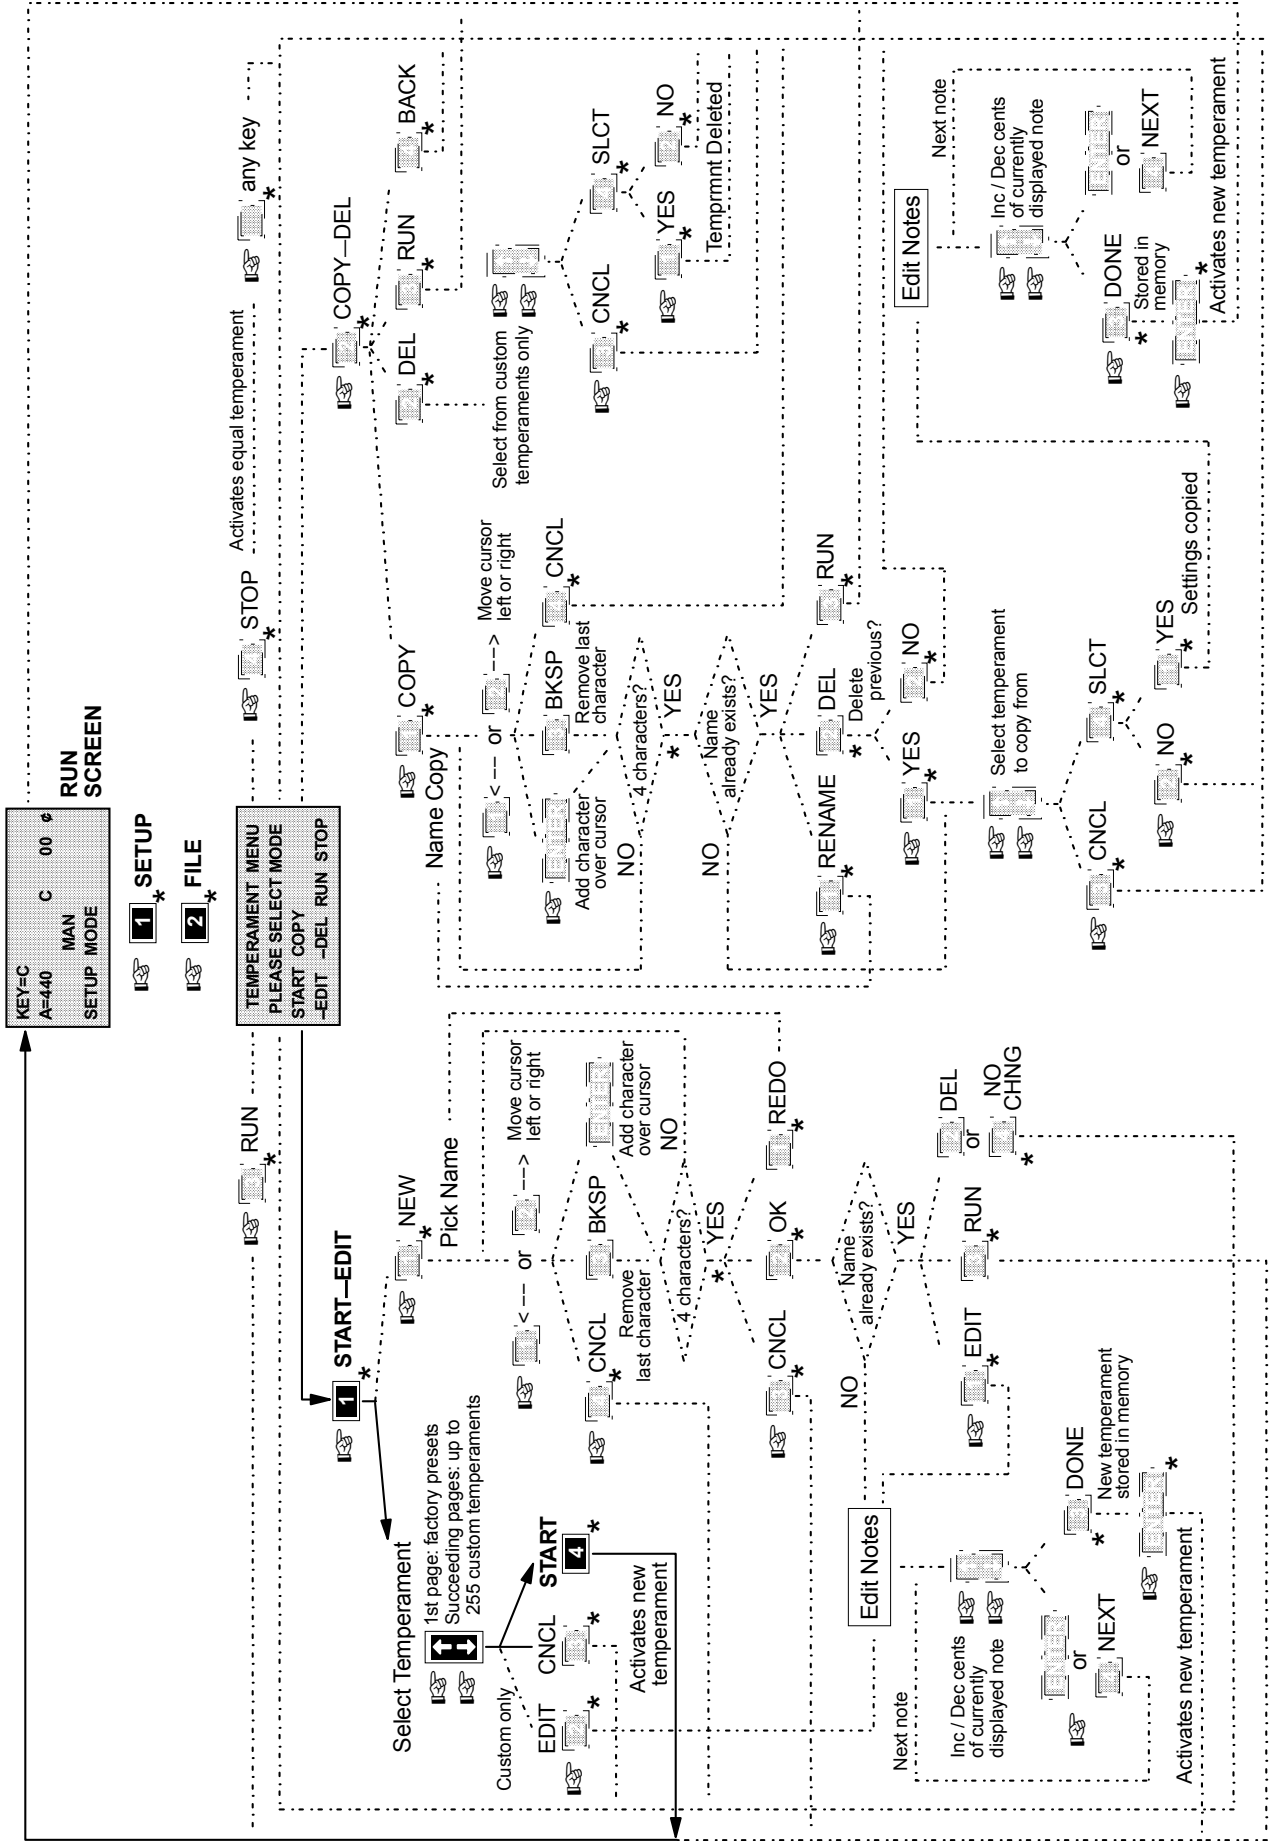 KEY=C
A=440 C 00 ¢
MAN
SETUP MODE
RUN
SCREEN
1 SETUP
*
2 FILE
*
TEMPERAMENT MENU
PLEASE SELECT MODE
START COPY
–EDIT –DEL RUN STOP
RUN
*
STOP
*
Activates equal temperament
any key
*
1 START–EDIT
*
NEW
*
Select Temperament
1st page: factory presets
Succeeding pages: up to
255 custom temperaments
Custom only
EDIT
*
CNCL
*
START
4
*
Activates new
temperament
Pick Name
<–– or ––>
Move cursor
left or right
CNCL
*
BKSP
ENTER
Remove
last character
Add character
over cursor
4 characters?
NO
YES
*
CNCL
*
OK
*
REDO
*
Name
already exists?
NO
YES
EDIT
*
RUN
*
DEL
or
NO
CHNG
*
Edit Notes
Next note
Inc / Dec cents
of currently
displayed note
ENTER
or
NEXT
DONE
*
New temperament
stored in memory
ENTER
*
Activates new temperament
COPY–DEL
*
COPY
*
DEL
*
RUN
*
BACK
*
Name Copy
<––– or –––>
Move cursor
left or right
ENTER
BKSP
CNCL
*
Add character
over cursor
Remove last
character
4 characters?
NO
YES
*
Name
already exists?
NO
YES
RENAME
*
DEL
*
RUN
*
Delete
previous?
YES
*
NO
*
Select temperament
to copy from
CNCL
*
SLCT
*
NO
*
YES
*
Settings copied
Select from custom
temperaments only
CNCL
*
SLCT
*
YES
*
NO
*
Temprmnt Deleted
Edit Notes
Next note
Inc / Dec cents
of currently
displayed note
DONE
*
Stored in
memory
ENTER
or
NEXT
ENTER
*
Activates new temperament